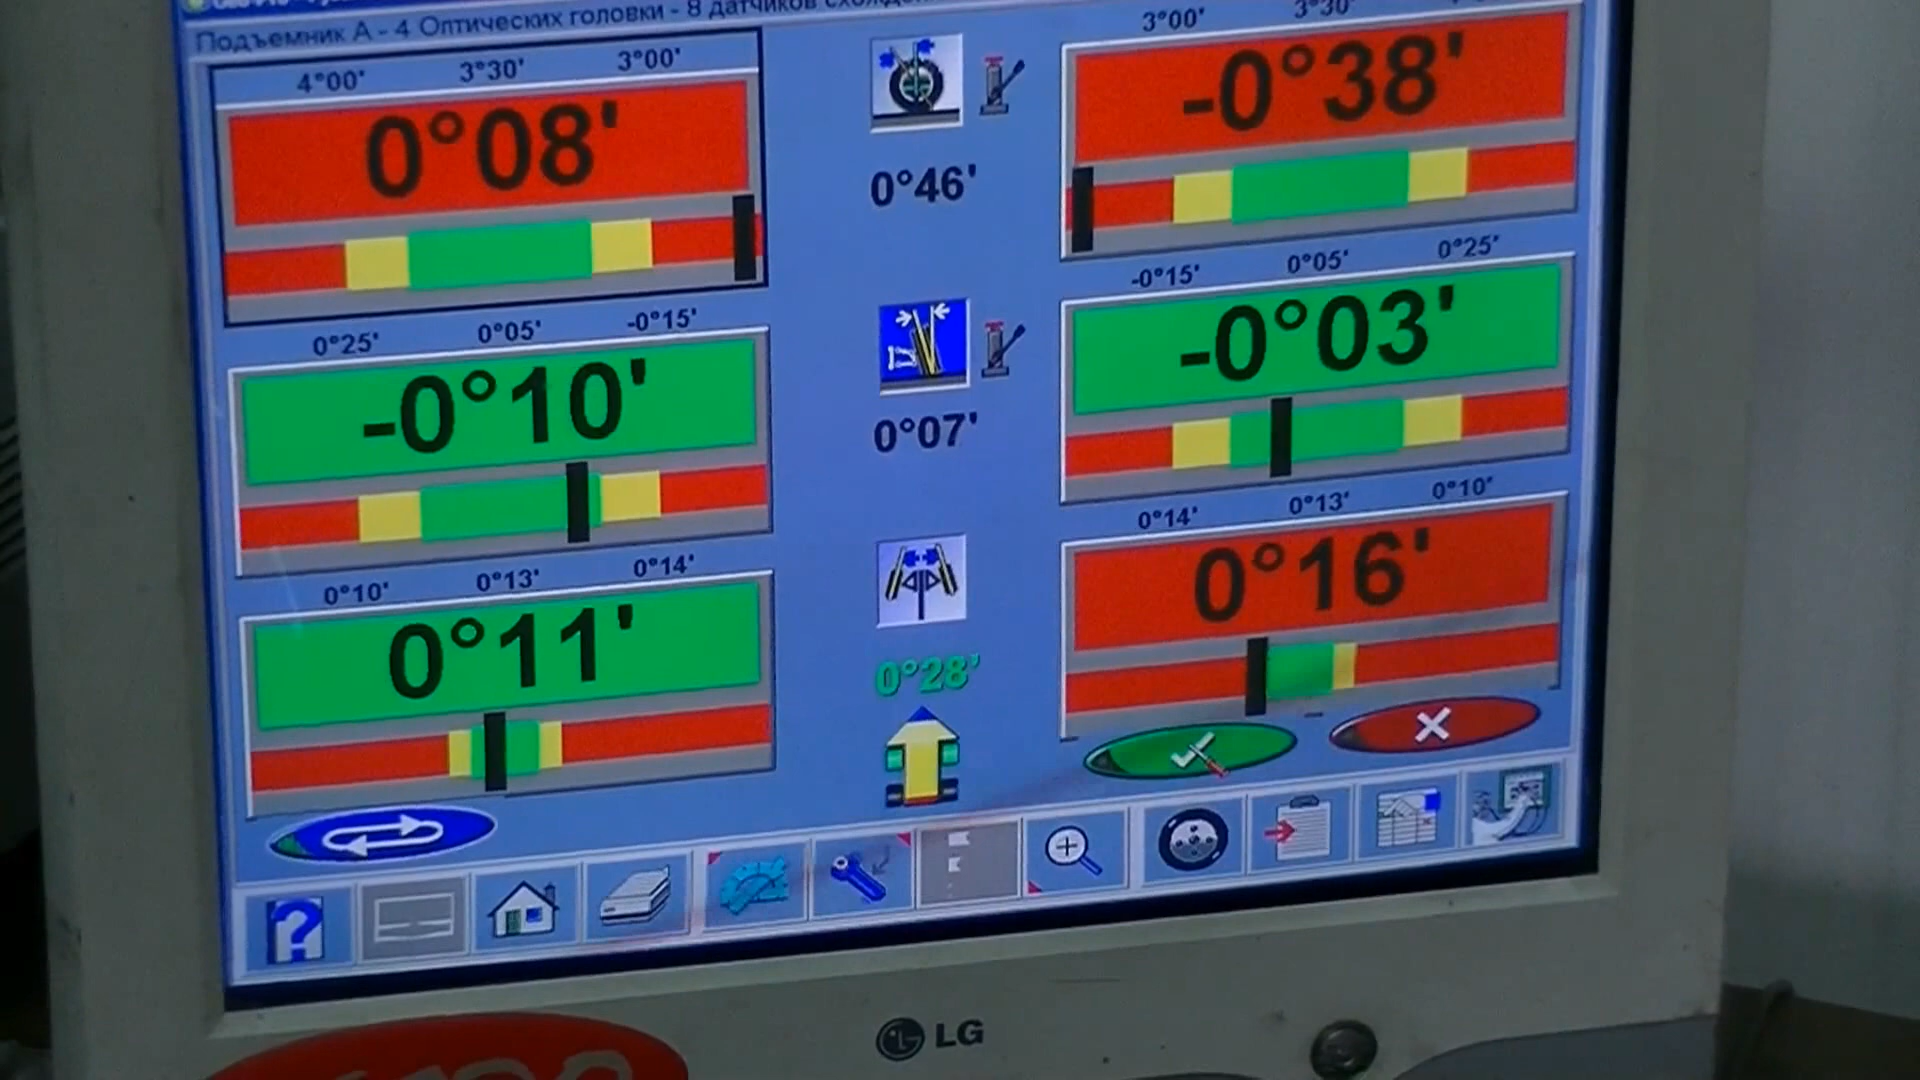 Подъемник А - 4 Оптических головки - 8 датчиков
4°00' 3°30' 3°00'
0°08'
0°46'
3°00' 3°30'
-0°38'
0°25' 0°05' -0°15'
-0°10'
0°07'
-0°15' 0°05' 0°25'
-0°03'
0°10' 0°13' 0°14'
0°11'
0°28'
0°14' 0°13' 0°10'
0°16'
?
LG